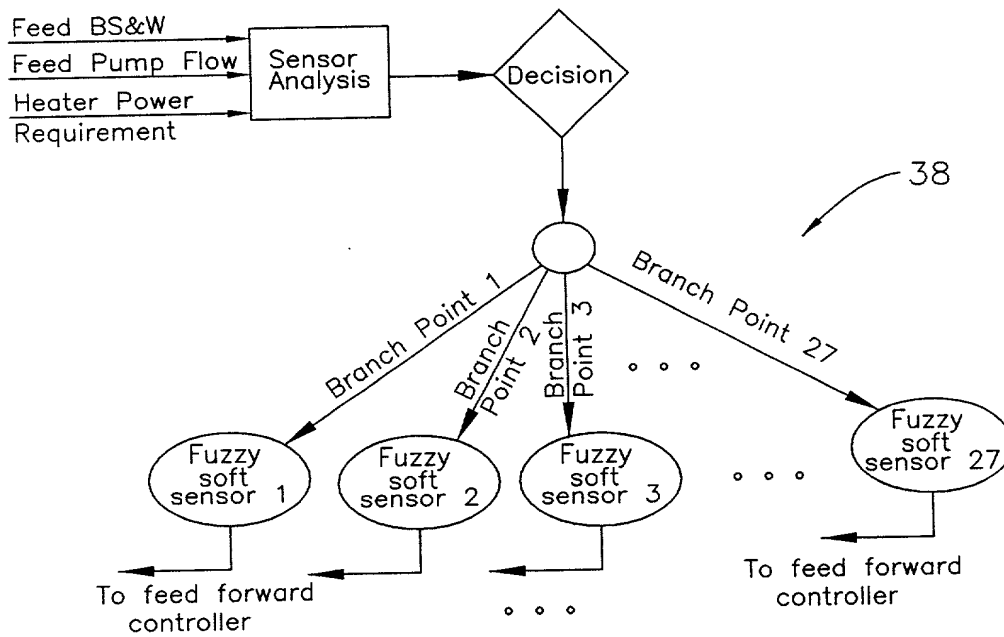 Feed BS&W
Feed Pump Flow
Heater Power
Requirement
Sensor
Analysis
Decision
38
Branch Point 1
Branch
Point 2
Branch
Point 3
Branch Point 27
Fuzzy
soft
sensor 1
Fuzzy
soft
sensor 2
Fuzzy
soft
sensor 3
Fuzzy
soft
sensor 27
To feed forward
controller
To feed forward
controller